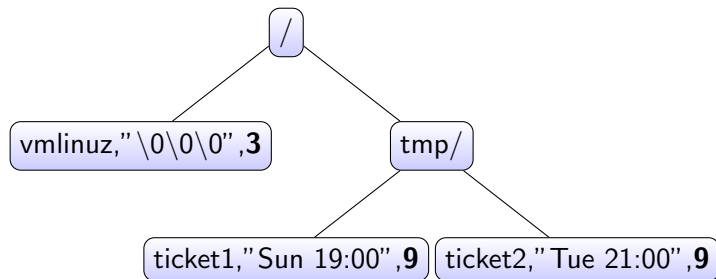 /
vmlinuz,"\0\0\0",3
tmp/
ticket1,"Sun 19:00",9
ticket2,"Tue 21:00",9